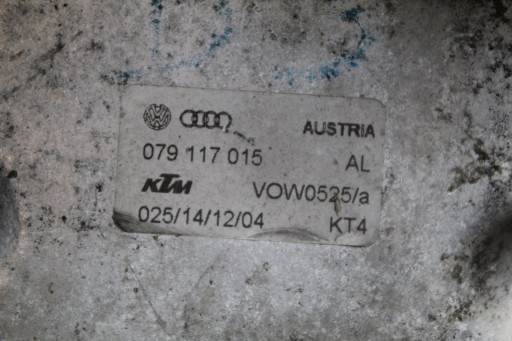 AUSTRIA
079 117 015 AL
KTM VOW0525/a
025/14/12/04 KT4